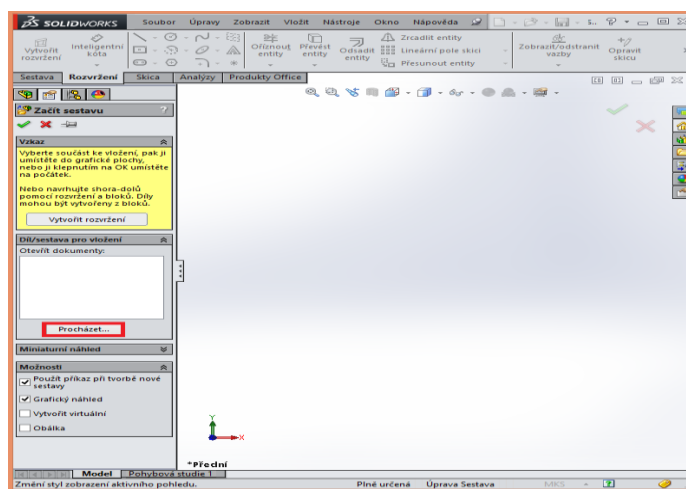 SOLIDWORKS Soubor Úpravy Zobrazit Vložit Nástroje Okno Nápověda
Vytvořit rozvržení
Inteligentní kóta
Oříznout entity
Převést entity
Odsadit entity
Zrcadlit entity
Lineární pole skici
Přesunout entity
Zobrazit/odstranit vazby
Opravit skicu
Sestava Rozvržení Skica Analýzy Produkty Office
Začít sestavu ?
Vzkaz
Vyberte součást ke vložení, pak ji
umístěte do grafické plochy,
nebo ji klepnutím na OK umístěte
na počátek.
Nebo navrhujte shora-dolů
pomocí rozvržení a bloků. Díly
mohou být vytvořeny z bloků.
Vytvořit rozvržení
Díl/sestava pro vložení
Otevřít dokumenty:
Procházet...
Miniaturní náhled
Možnosti
Použít příkaz při tvorbě nové
sestavy
Grafický náhled
Vytvořit virtuální
Obálka
Y
X
*Přední
Model Pohybová studie 1
Změní styl zobrazení aktivního pohledu. Plně určená Úprava Sestava MKS